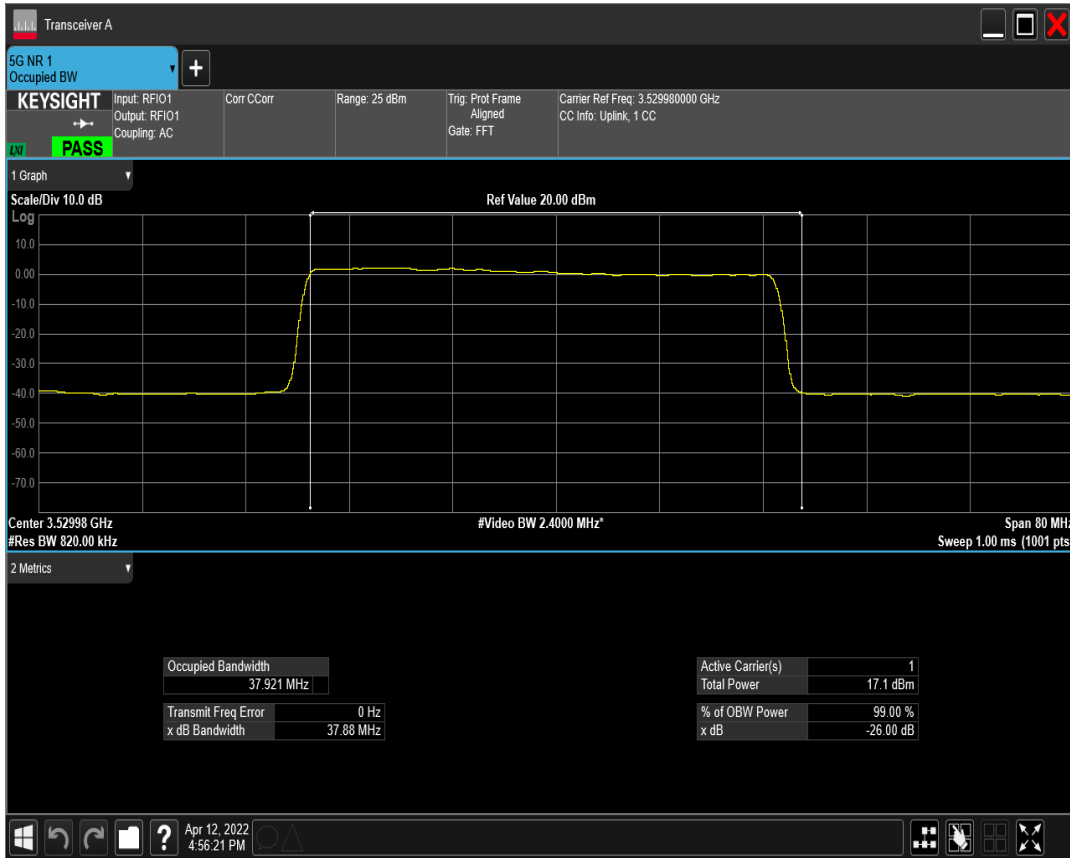 Transceiver A
5G NR 1
Occupied BW
+
KEYSIGHT
LXI
PASS
Input: RFIO1
Output: RFIO1
Coupling: AC
Corr CCorr
Range: 25 dBm
Trig: Prot Frame
Aligned
Gate: FFT
Carrier Ref Freq: 3.529980000 GHz
CC Info: Uplink, 1 CC
1 Graph
Scale/Div 10.0 dB
Ref Value 20.00 dBm
Log
10.0
0.00
-10.0
-20.0
-30.0
-40.0
-50.0
-60.0
-70.0
Center 3.52998 GHz
#Video BW 2.4000 MHz*
Span 80 MHz
#Res BW 820.00 kHz
Sweep 1.00 ms (1001 pts
2 Metrics
Occupied Bandwidth
37.921 MHz
Transmit Freq Error 0 Hz
x dB Bandwidth 37.88 MHz
Active Carrier(s) 1
Total Power 17.1 dBm
% of OBW Power 99.00 %
x dB -26.00 dB
?
Apr 12, 2022
4:56:21 PM